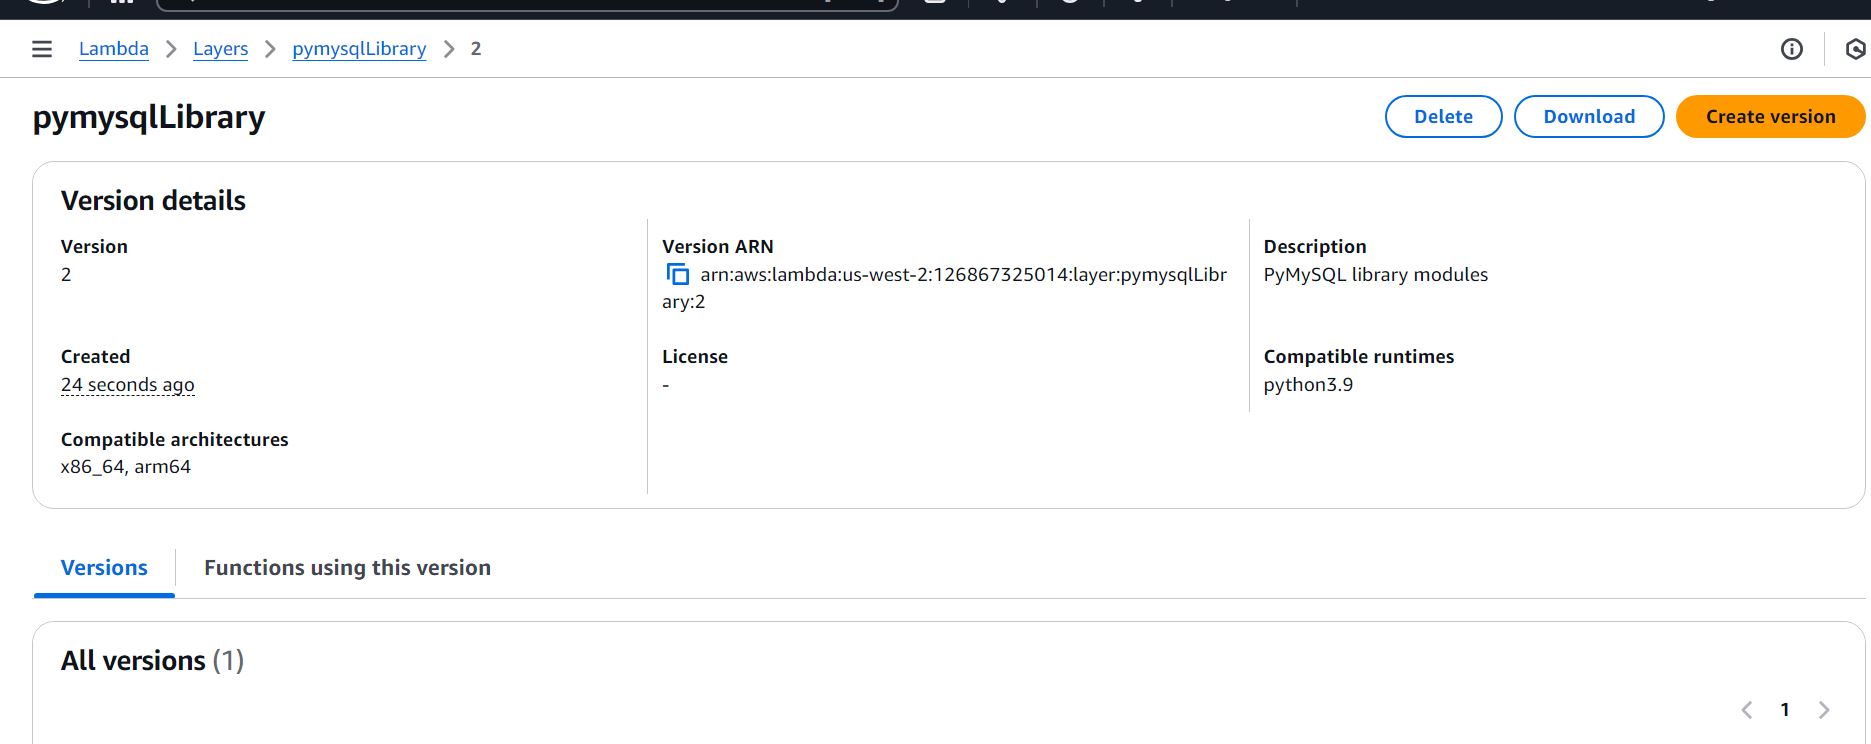 Lambda > Layers > pymysqlLibrary > 2
pymysqlLibrary
Delete
Download
Create version
Version details
Version
2
Version ARN
arn:aws:lambda:us-west-2:126867325014:layer:pymysqlLibr
ary:2
Description
PyMySQL library modules
Created
24 seconds ago
License
-
Compatible runtimes
python3.9
Compatible architectures
x86_64, arm64
Versions
Functions using this version
All versions (1)
1